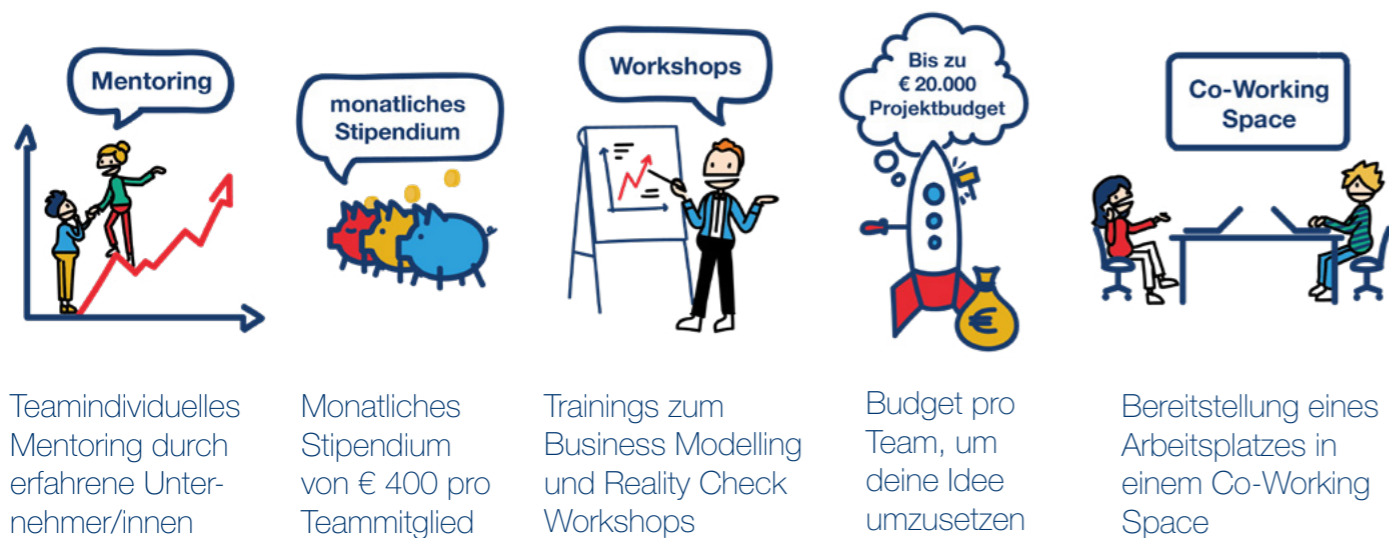 Mentoring
monatliches
Stipendium
Workshops
Bis zu
€ 20.000
Projektbudget
Co-Working
Space
€
Teamindividuelles
Mentoring durch
erfahrene Unter-
nehmer/innen
Monatliches
Stipendium
von € 400 pro
Teammitglied
Trainings zum
Business Modelling
und Reality Check
Workshops
Budget pro
Team, um
deine Idee
umzusetzen
Bereitstellung eines
Arbeitsplatzes in
einem Co-Working
Space